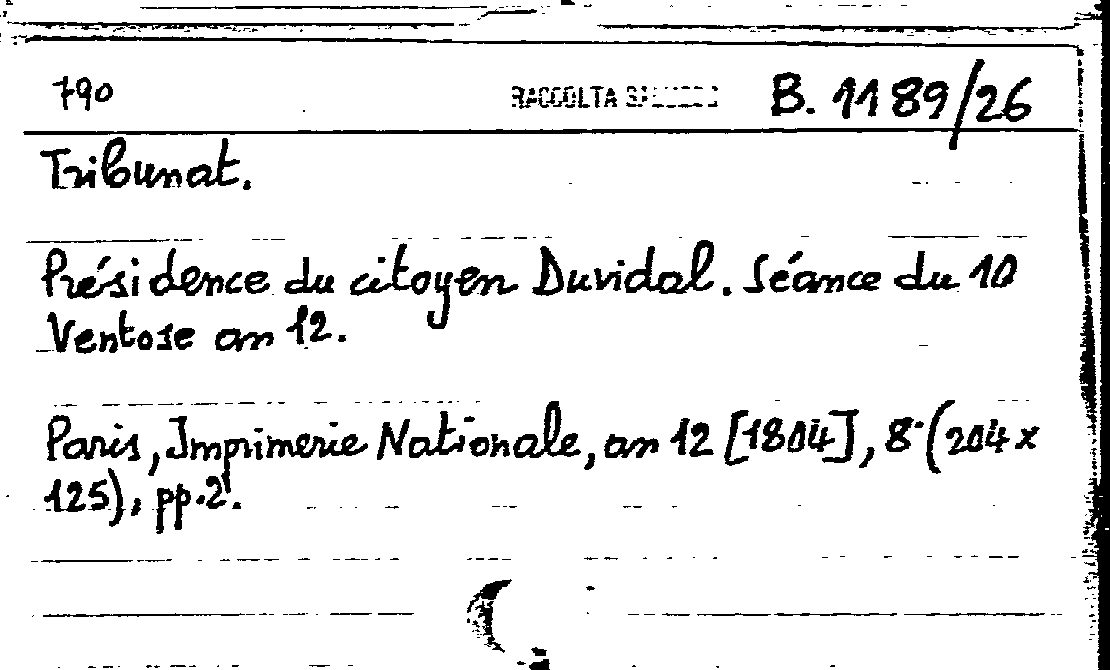 790 RACCOLTA B. 1189/26
Tribunat.
Présidence du citoyen Duvidal. Séance du 10
Ventose an 12.
Paris, Imprimerie Nationale, an 12 [1804], 8° (204 x
125), pp. 2.